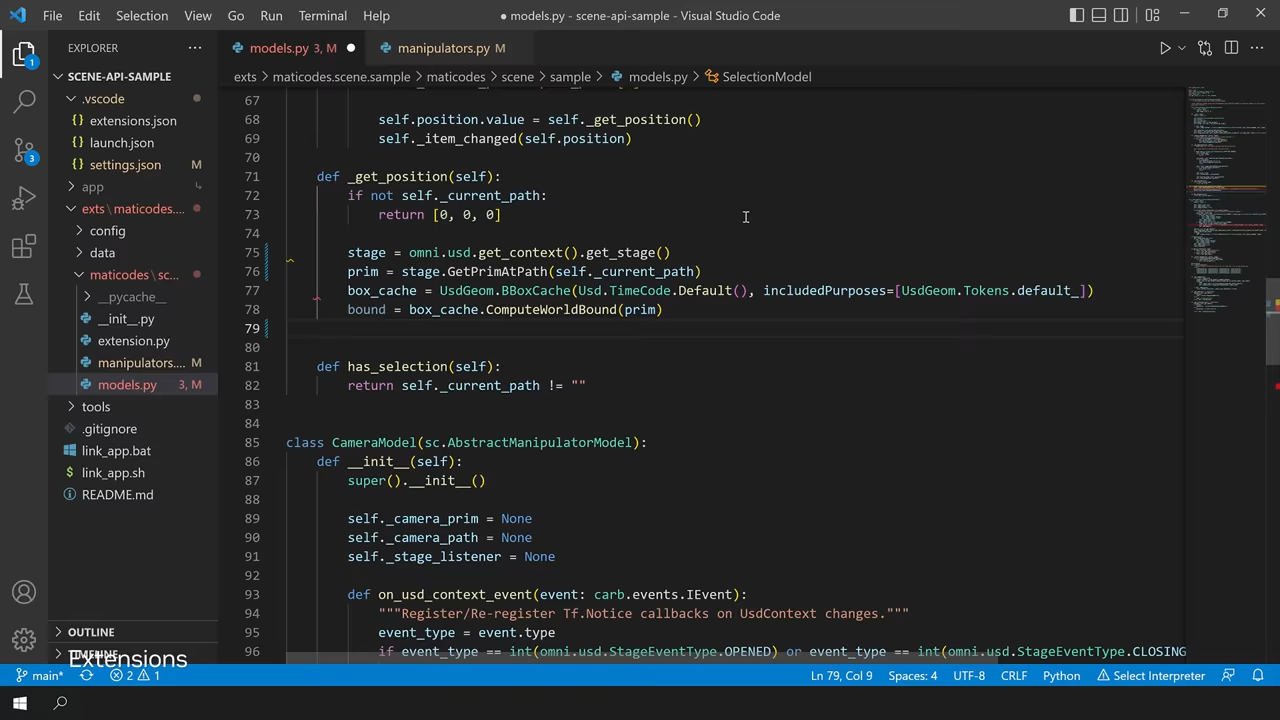 File Edit Selection View Go Run Terminal Help
● models.py - scene-api-sample - Visual Studio Code
EXPLORER
models.py 3, M
manipulators.py M
exts > maticodes.scene.sample > maticodes > scene > sample > models.py > SelectionModel
SCENE-API-SAMPLE
.vscode
extensions.json
launch.json
settings.json M
app
exts \ maticodes....
config
data
maticodes \ sc...
__pycache__
__init__.py
extension.py
manipulators.... M
models.py 3, M
tools
.gitignore
link_app.bat
link_app.sh
README.md
OUTLINE
Extensions
1
3
67
68 self.position.value = self._get_position()
69 self._item_changed(self.position)
70
71 def _get_position(self):
72 if not self._current_path:
73 return [0, 0, 0]
74
75 stage = omni.usd.get_context().get_stage()
76 prim = stage.GetPrimAtPath(self._current_path)
77 box_cache = UsdGeom.BBoxCache(Usd.TimeCode.Default(), includedPurposes=[UsdGeom.Tokens.default_])
78 bound = box_cache.ComputeWorldBound(prim)
79
80
81 def has_selection(self):
82 return self._current_path != ""
83
84
85 class CameraModel(sc.AbstractManipulatorModel):
86 def __init__(self):
87 super().__init__()
88
89 self._camera_prim = None
90 self._camera_path = None
91 self._stage_listener = None
92
93 def on_usd_context_event(event: carb.events.IEvent):
94 """Register/Re-register Tf.Notice callbacks on UsdContext changes."""
95 event_type = event.type
96 if event_type == int(omni.usd.StageEventType.OPENED) or event_type == int(omni.usd.StageEventType.CLOSING
main* 2 1 Ln 79, Col 9 Spaces: 4 UTF-8 CRLF Python Select Interpreter